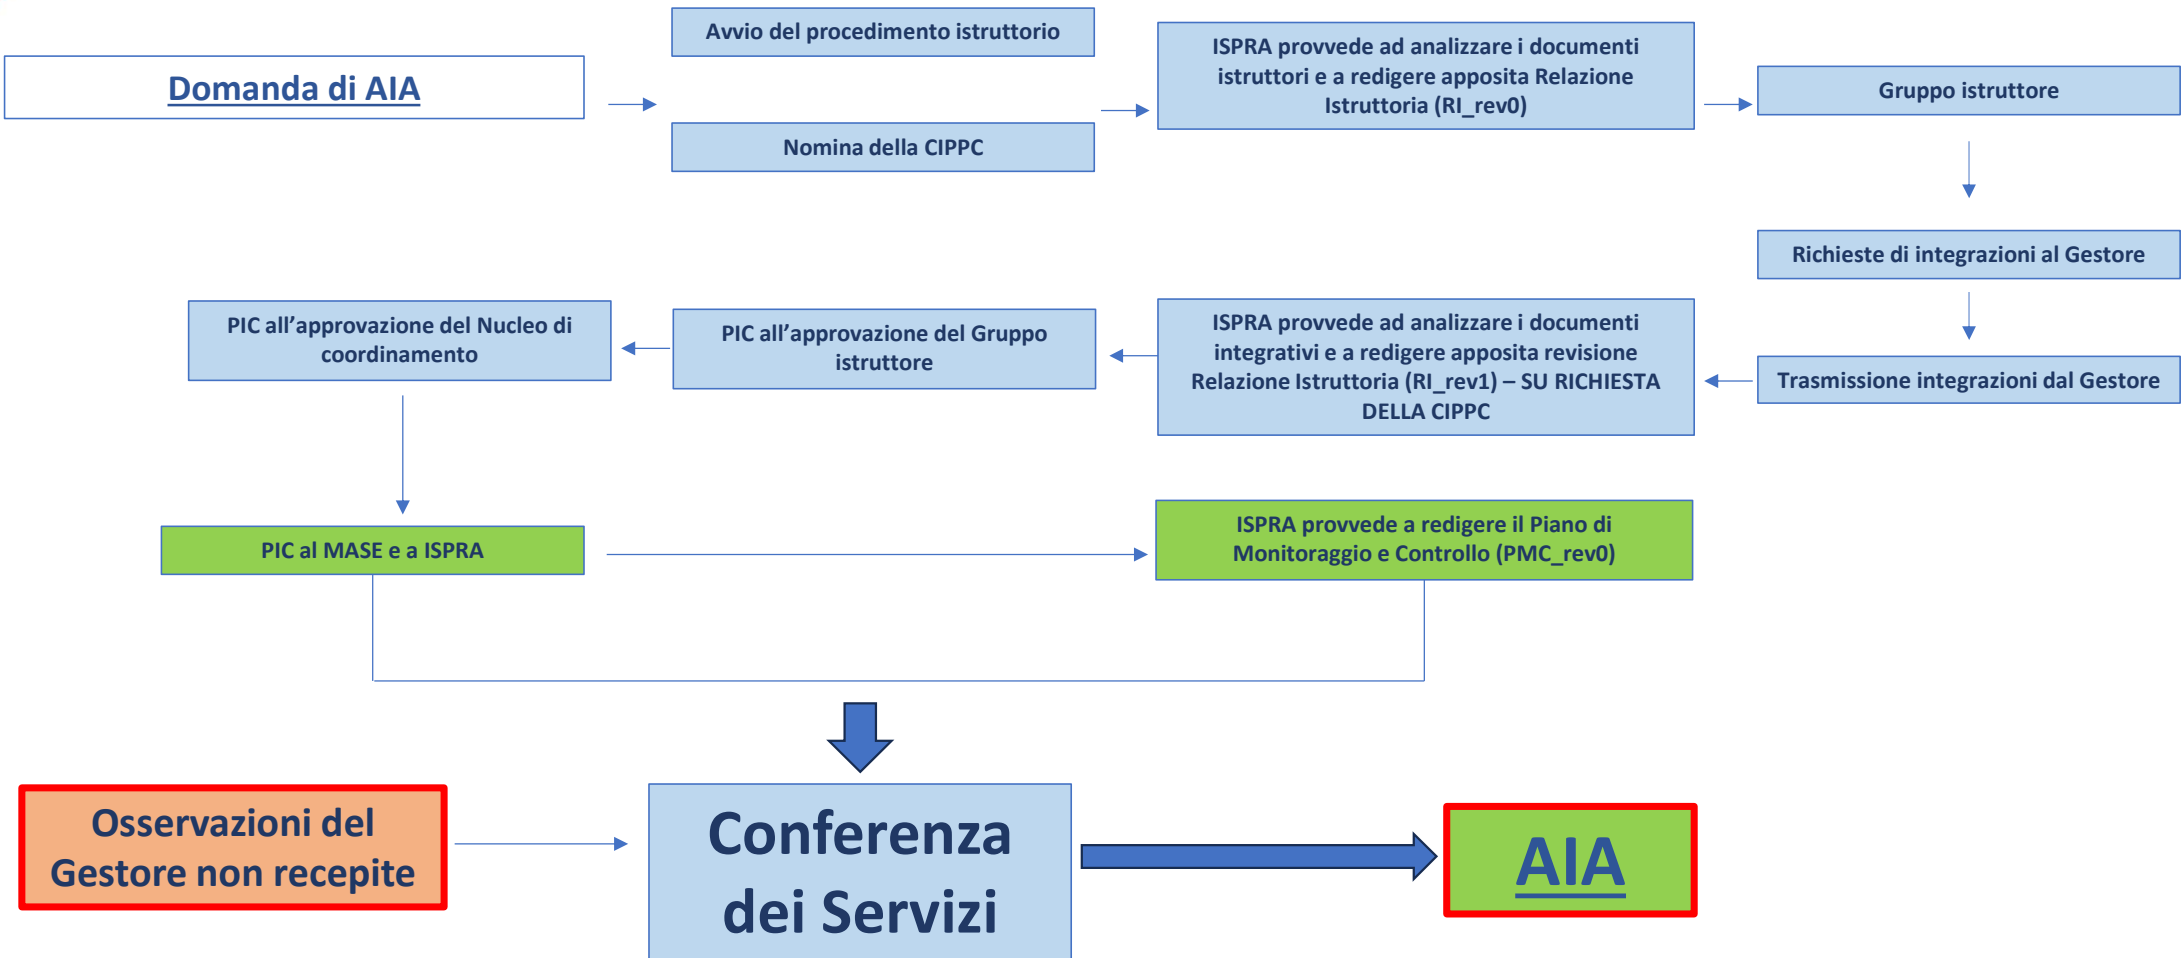 Domanda di AIA
Avvio del procedimento istruttorio
Nomina della CIPPC
ISPRA provvede ad analizzare i documenti
istruttori e a redigere apposita Relazione
Istruttoria (RI_rev0)
Gruppo istruttore
Richieste di integrazioni al Gestore
Trasmissione integrazioni dal Gestore
ISPRA provvede ad analizzare i documenti
integrativi e a redigere apposita revisione
Relazione Istruttoria (RI_rev1) – SU RICHIESTA
DELLA CIPPC
PIC all’approvazione del Gruppo
istruttore
PIC all’approvazione del Nucleo di
coordinamento
PIC al MASE e a ISPRA
ISPRA provvede a redigere il Piano di
Monitoraggio e Controllo (PMC_rev0)
Osservazioni del
Gestore non recepite
Conferenza
dei Servizi
AIA